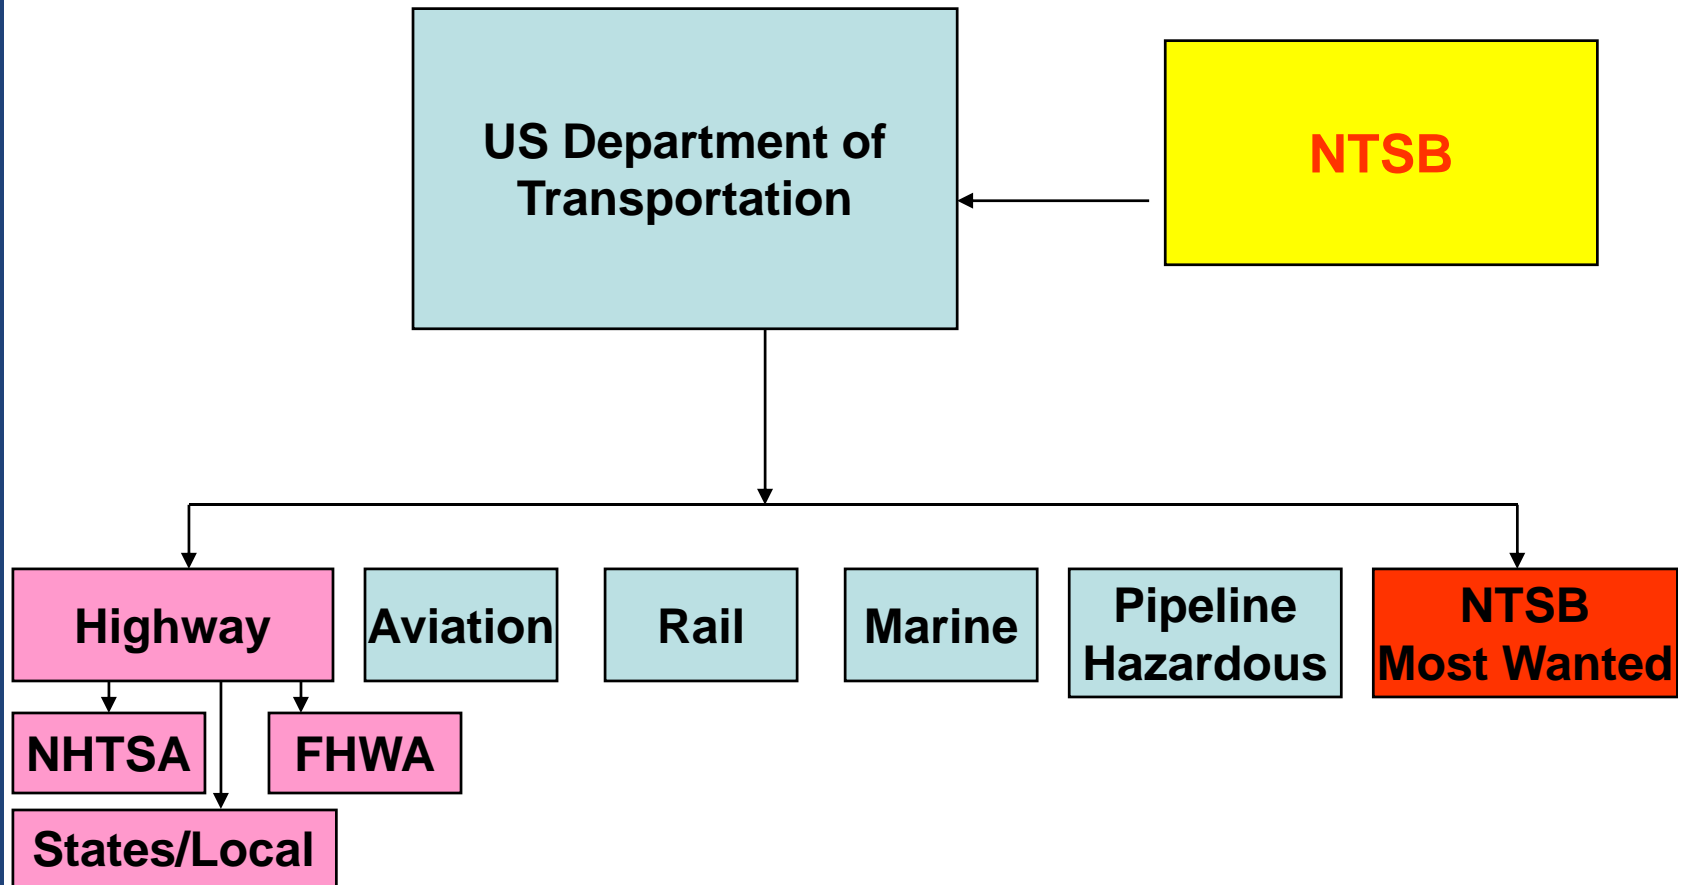 US Department of
Transportation
NTSB
Highway
Aviation
Rail
Marine
Pipeline
Hazardous
NTSB
Most Wanted
NHTSA
FHWA
States/Local